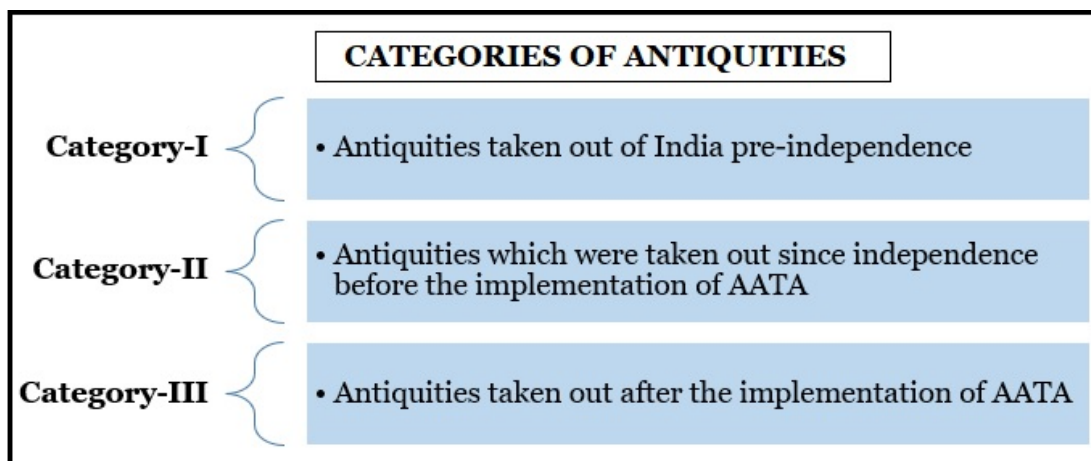 CATEGORIES OF ANTIQUITIES
Category-I
• Antiquities taken out of India pre-independence
Category-II
• Antiquities which were taken out since independence
before the implementation of AATA
Category-III
• Antiquities taken out after the implementation of AATA